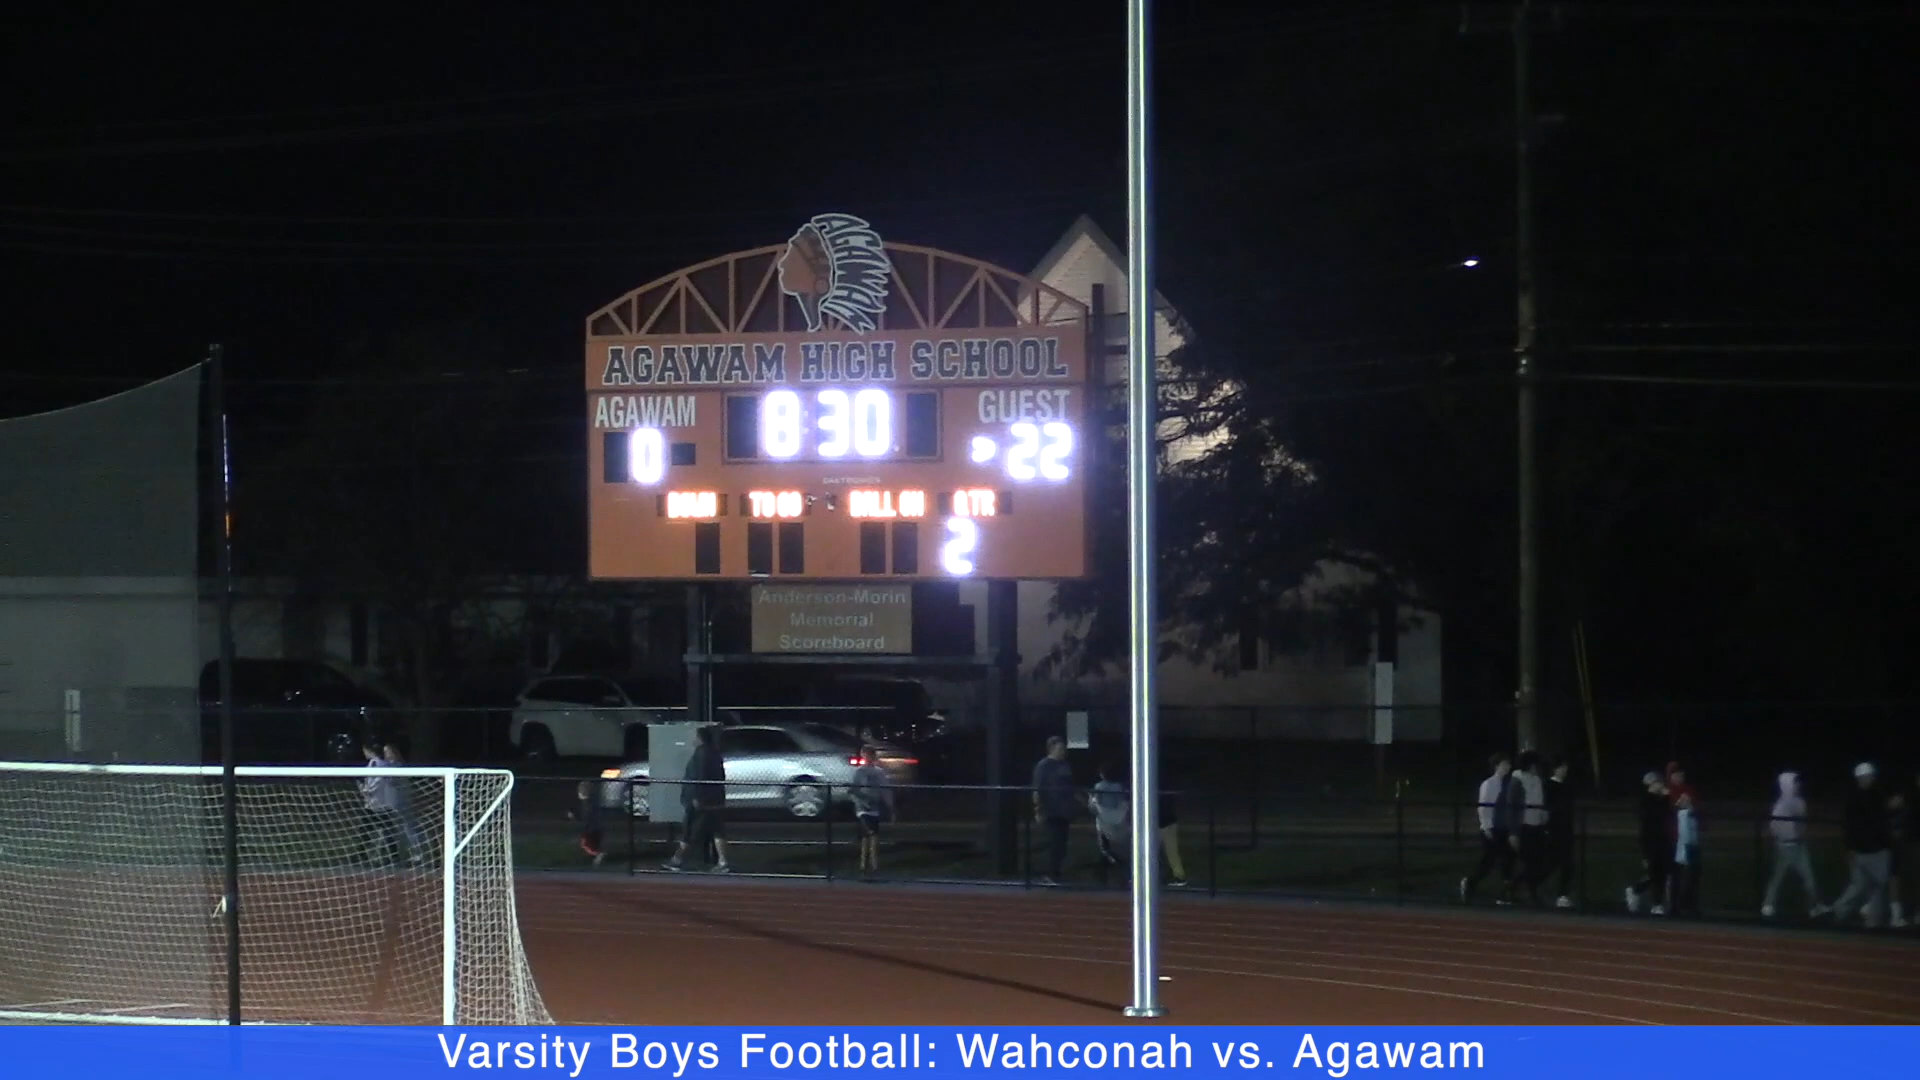 AGAWAM
AGAWAM HIGH SCHOOL
AGAWAM 8:30 GUEST
0 22
DAKTRONICS
DOWN TO GO BALL ON QTR
2
Anderson-Morin
Memorial
Scoreboard
Varsity Boys Football: Wahconah vs. Agawam